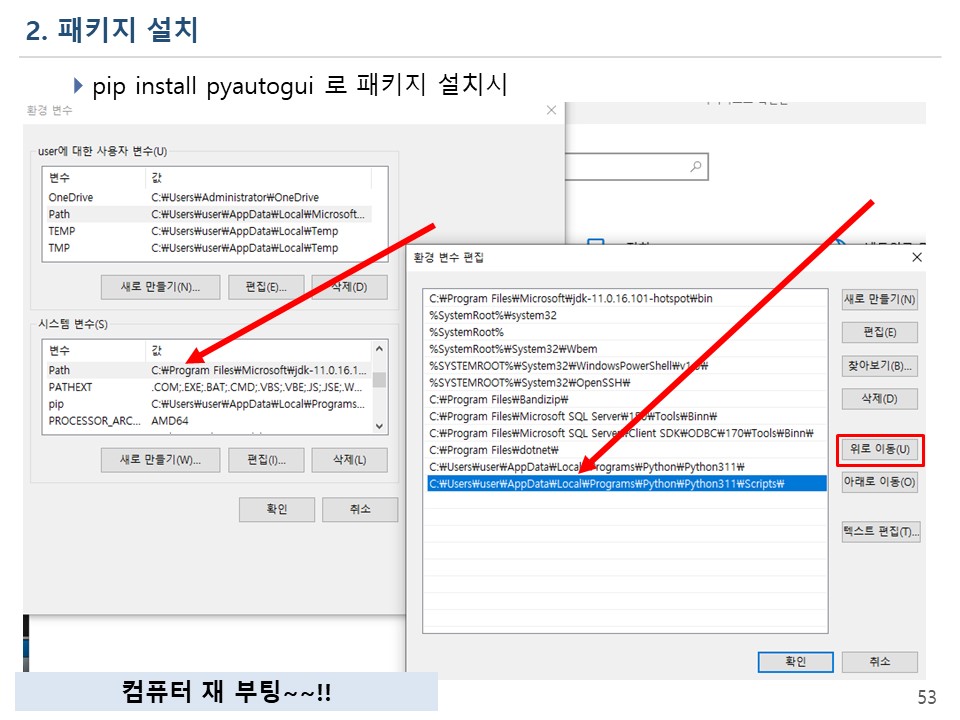 2. 패키지 설치
pip install pyautogui 로 패키지 설치시
환경 변수
user에 대한 사용자 변수(U)
변수 값
OneDrive C:₩Users₩Administrator₩OneDrive
Path C:₩Users₩user₩AppData₩Local₩Microsoft...
TEMP C:₩Users₩user₩AppData₩Local₩Temp
TMP C:₩Users₩user₩AppData₩Local₩Temp
새로 만들기(N)... 편집(E)... 삭제(D)
시스템 변수(S)
변수 값
Path C:₩Program Files₩Microsoft₩jdk-11.0.16.1...
PATHEXT .COM;.EXE;.BAT;.CMD;.VBS;.VBE;.JS;.JSE;.W...
pip C:₩Users₩user₩AppData₩Local₩Programs...
PROCESSOR_ARC... AMD64
새로 만들기(W)... 편집(I)... 삭제(L)
확인 취소
환경 변수 편집
C:₩Program Files₩Microsoft₩jdk-11.0.16.101-hotspot₩bin
%SystemRoot%₩system32
%SystemRoot%
%SystemRoot%₩System32₩Wbem
%SYSTEMROOT%₩System32₩WindowsPowerShell₩v1.0₩
%SYSTEMROOT%₩System32₩OpenSSH₩
C:₩Program Files₩Bandizip₩
C:₩Program Files₩Microsoft SQL Server₩150₩Tools₩Binn₩
C:₩Program Files₩Microsoft SQL Server₩Client SDK₩ODBC₩170₩Tools₩Binn₩
C:₩Program Files₩dotnet₩
C:₩Users₩user₩AppData₩Local₩Programs₩Python₩Python311₩
C:₩Users₩user₩AppData₩Local₩Programs₩Python₩Python311₩Scripts₩
새로 만들기(N)
편집(E)
찾아보기(B)...
삭제(D)
위로 이동(U)
아래로 이동(O)
텍스트 편집(T)...
확인 취소
컴퓨터 재 부팅~~!!
53